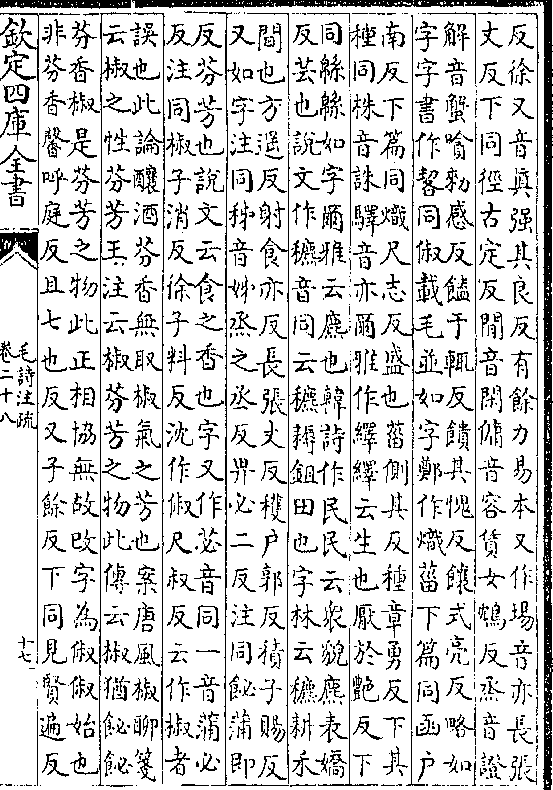 反徐又音真强其良反有餘力易本又作場音亦長張
丈反下同徑古定反閒音閑傭音容賃女鴆反烝音證
解音蟹嗿勑感反饁于輒反饋其愧反饟式亮反略如
字字書作䂮同俶載毛並如字鄭作熾菑下篇同函户
南反下篇同熾尺志反盛也菑側其反種章勇反下其
種同株音誅驛音亦爾雅作繹繹云生也厭於艷反下
同緜緜如字爾雅云麃也韓詩作民民云衆貌麃表嬌
反芸也說文作穮音同云穮耨鉏田也字林云穮耕禾
閒也方遥反射食亦反長張丈反穫户郭反積子賜反
又如字注同秭音姊烝之丞反畀必二反注同飶蒲即
反芬芳也說文云食之香也字又作苾音同一音蒲必
反注同椒子消反徐子料反沈作俶尺叔反云作椒者
誤也此論釀酒芬香無取椒氣之芳也案唐風椒聊箋
云椒之性芬芳王注云椒芬芳之物此傳云椒猶飶飶
芬香椒是芬芳之物此正相協無故改字為俶俶始也
非芬香馨呼庭反且七也反又子餘反下同見賢遍反
欽定四庫全書
毛詩注疏
卷二十八
十七